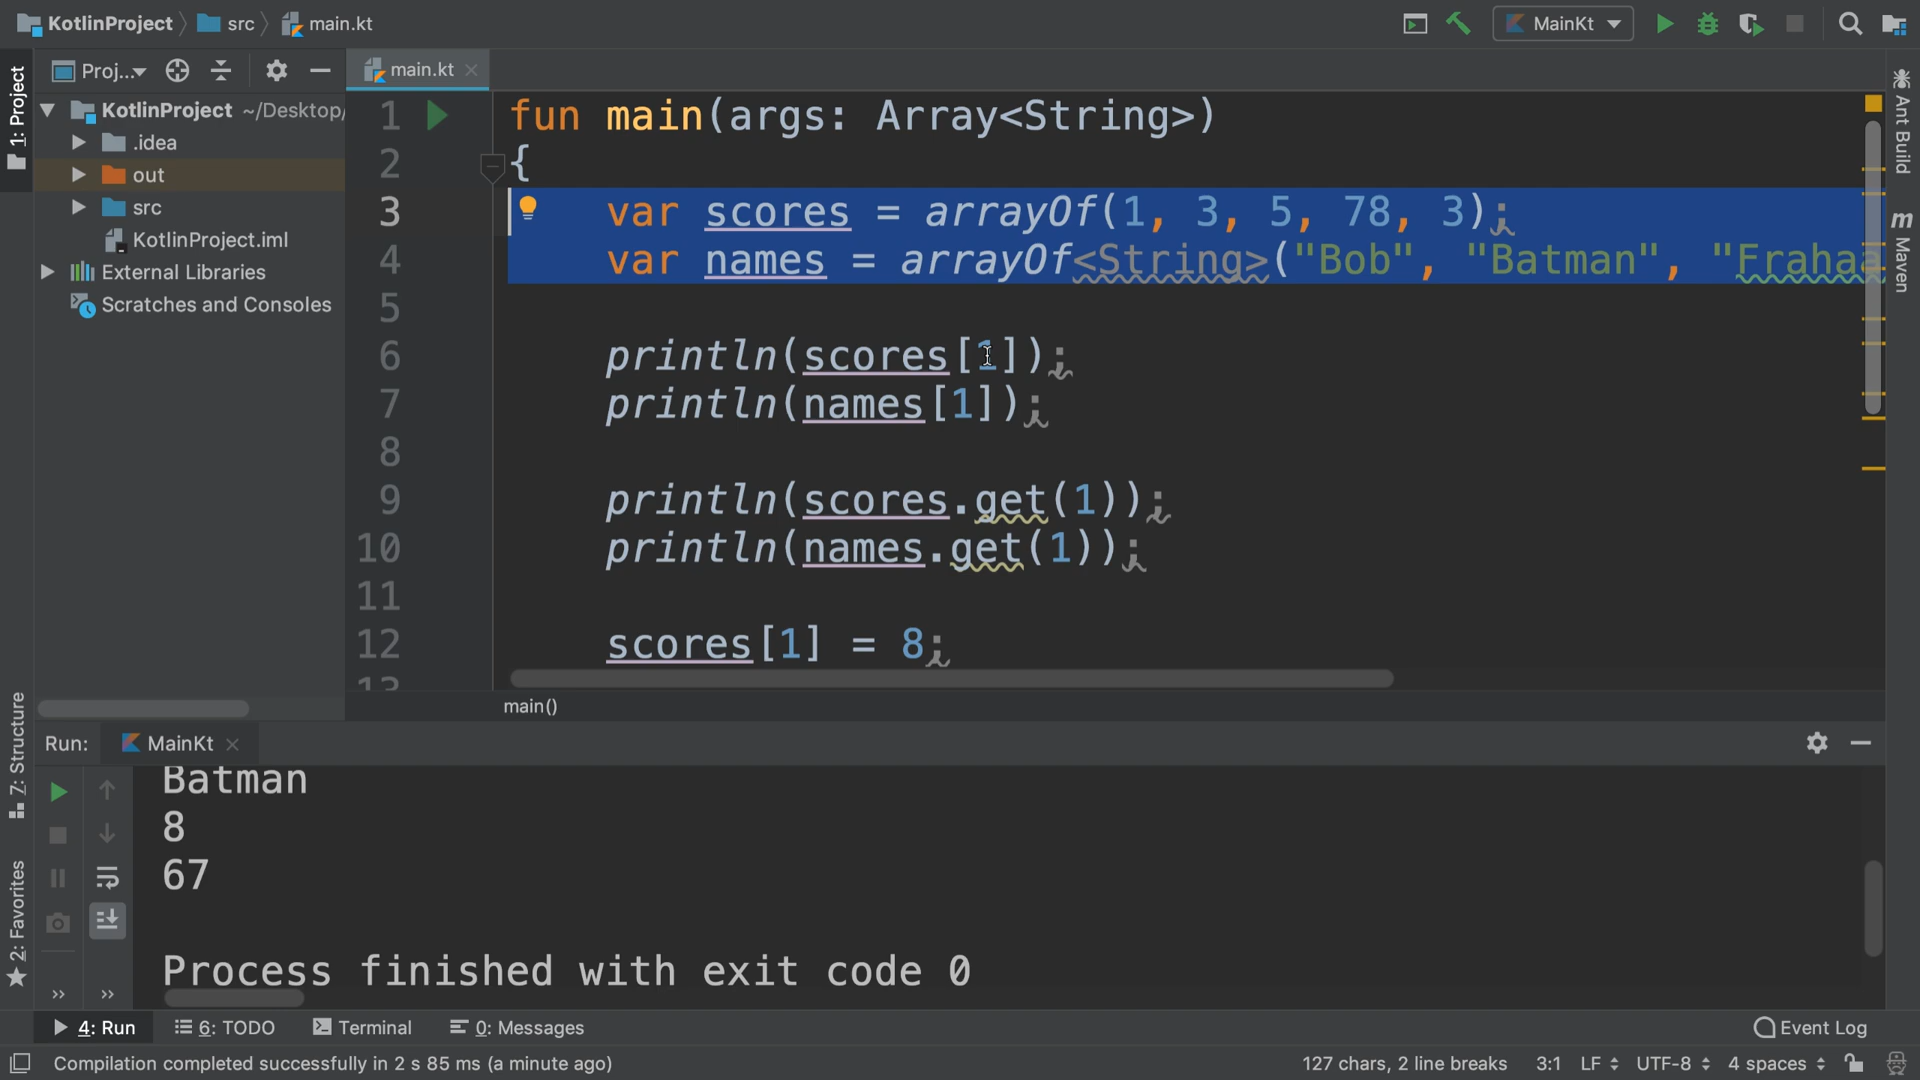 KotlinProject src main.kt MainKt
1: Project Proj... main.kt
KotlinProject ~/Desktop/
.idea
out
src
KotlinProject.iml
External Libraries
Scratches and Consoles
1 fun main(args: Array<String>)
2 {
3 var scores = arrayOf(1, 3, 5, 78, 3);
4 var names = arrayOf<String>("Bob", "Batman", "Frahaa
5
6 println(scores[1]);
7 println(names[1]);
8
9 println(scores.get(1));
10 println(names.get(1));
11
12 scores[1] = 8;
13
main()
Ant Build
m Maven
7: Structure
2: Favorites
Run: MainKt
Batman
8
67
Process finished with exit code 0
4: Run 6: TODO Terminal 0: Messages Event Log
Compilation completed successfully in 2 s 85 ms (a minute ago) 127 chars, 2 line breaks 3:1 LF UTF-8 4 spaces